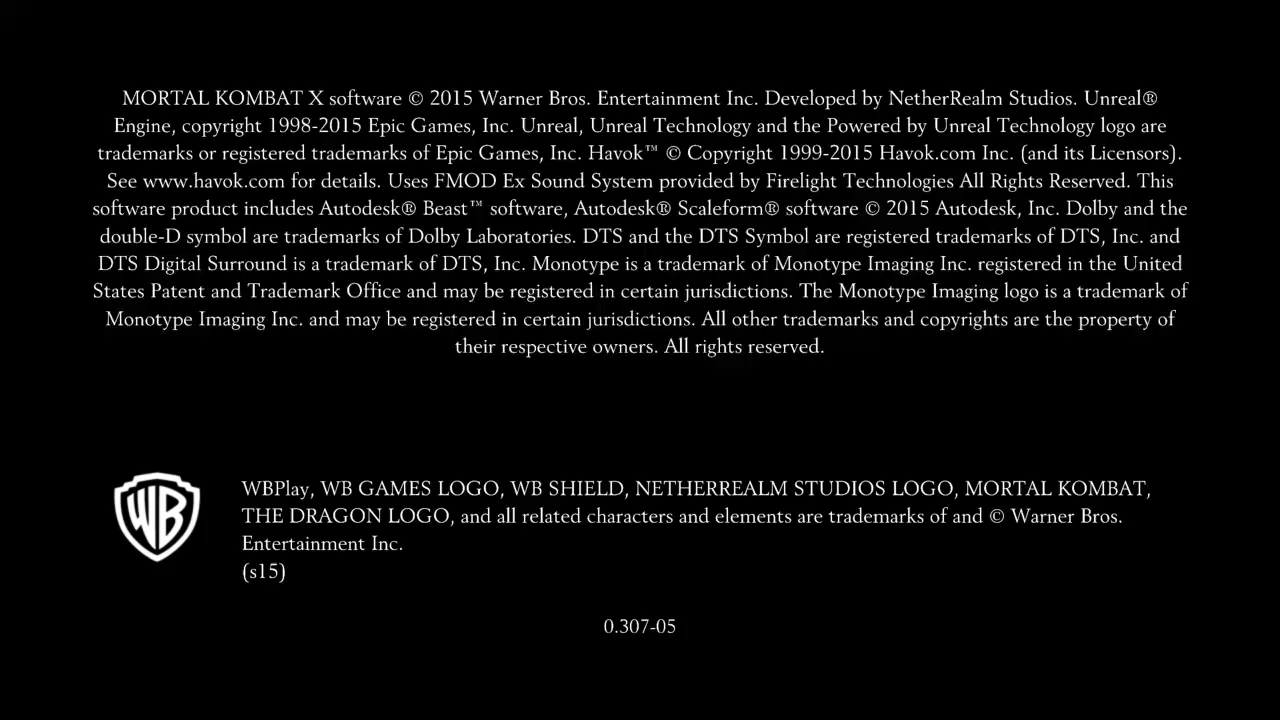 MORTAL KOMBAT X software © 2015 Warner Bros. Entertainment Inc. Developed by NetherRealm Studios. Unreal®
Engine, copyright 1998-2015 Epic Games, Inc. Unreal, Unreal Technology and the Powered by Unreal Technology logo are
trademarks or registered trademarks of Epic Games, Inc. Havok™ © Copyright 1999-2015 Havok.com Inc. (and its Licensors).
See www.havok.com for details. Uses FMOD Ex Sound System provided by Firelight Technologies All Rights Reserved. This
software product includes Autodesk® Beast™ software, Autodesk® Scaleform® software © 2015 Autodesk, Inc. Dolby and the
double-D symbol are trademarks of Dolby Laboratories. DTS and the DTS Symbol are registered trademarks of DTS, Inc. and
DTS Digital Surround is a trademark of DTS, Inc. Monotype is a trademark of Monotype Imaging Inc. registered in the United
States Patent and Trademark Office and may be registered in certain jurisdictions. The Monotype Imaging logo is a trademark of
Monotype Imaging Inc. and may be registered in certain jurisdictions. All other trademarks and copyrights are the property of
their respective owners. All rights reserved.
WB
WBPlay, WB GAMES LOGO, WB SHIELD, NETHERREALM STUDIOS LOGO, MORTAL KOMBAT,
THE DRAGON LOGO, and all related characters and elements are trademarks of and © Warner Bros.
Entertainment Inc.
(s15)
0.307-05